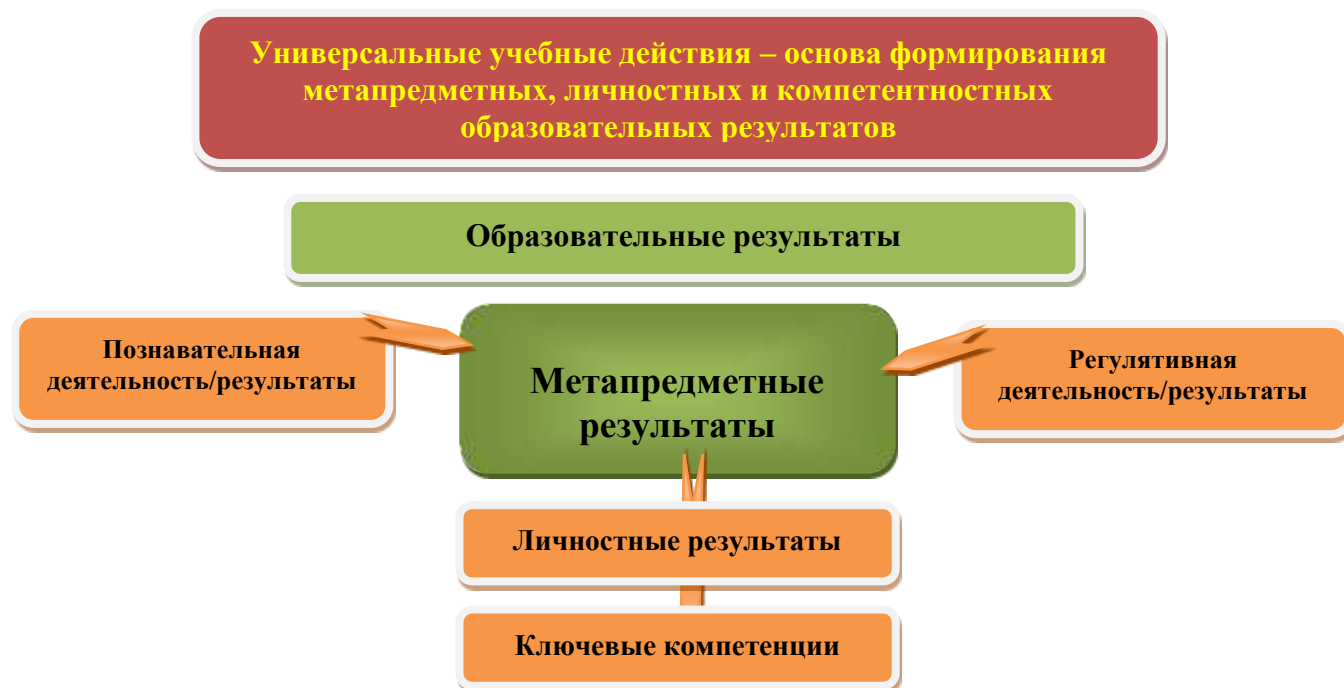 Универсальные учебные действия – основа формирования
метапредметных, личностных и компетентностных
образовательных результатов
Образовательные результаты
Познавательная
деятельность/результаты
Метапредметные
результаты
Регулятивная
деятельность/результаты
Личностные результаты
Ключевые компетенции